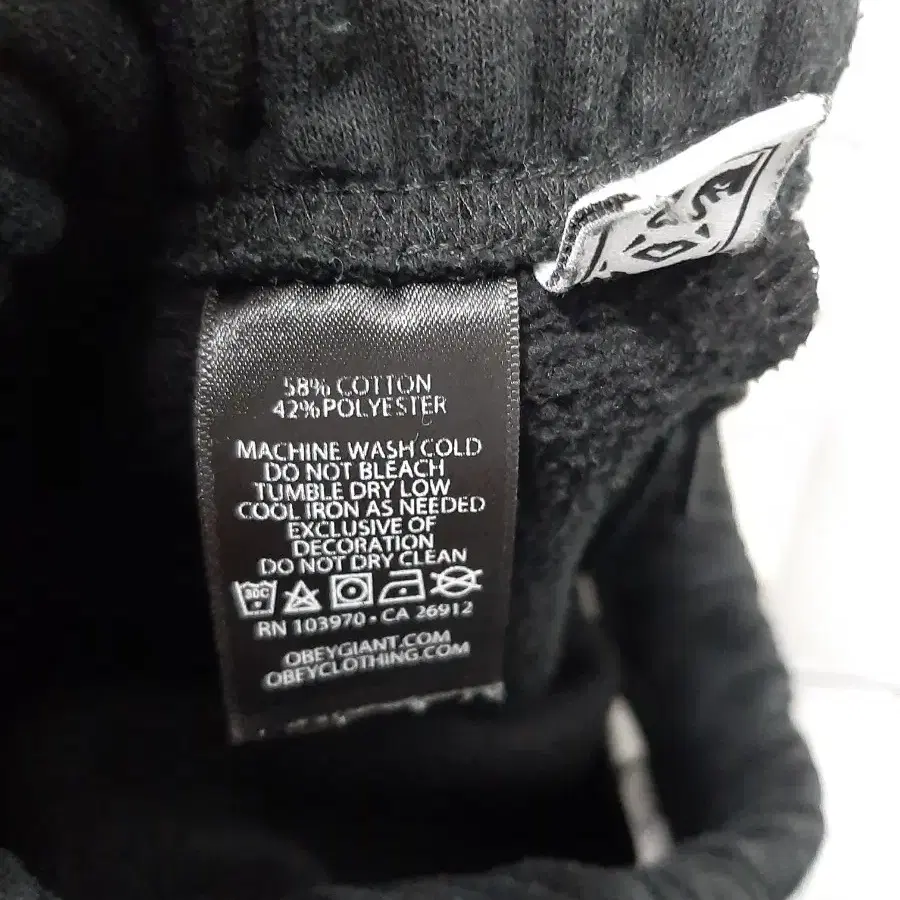 58% COTTON
42%POLYESTER
MACHINE WASH COLD
DO NOT BLEACH
TUMBLE DRY LOW
COOL IRON AS NEEDED
EXCLUSIVE OF
DECORATION
DO NOT DRY CLEAN
30C
RN 103970 • CA 26912
OBEYGIANT.COM
OBEYCLOTHING.COM